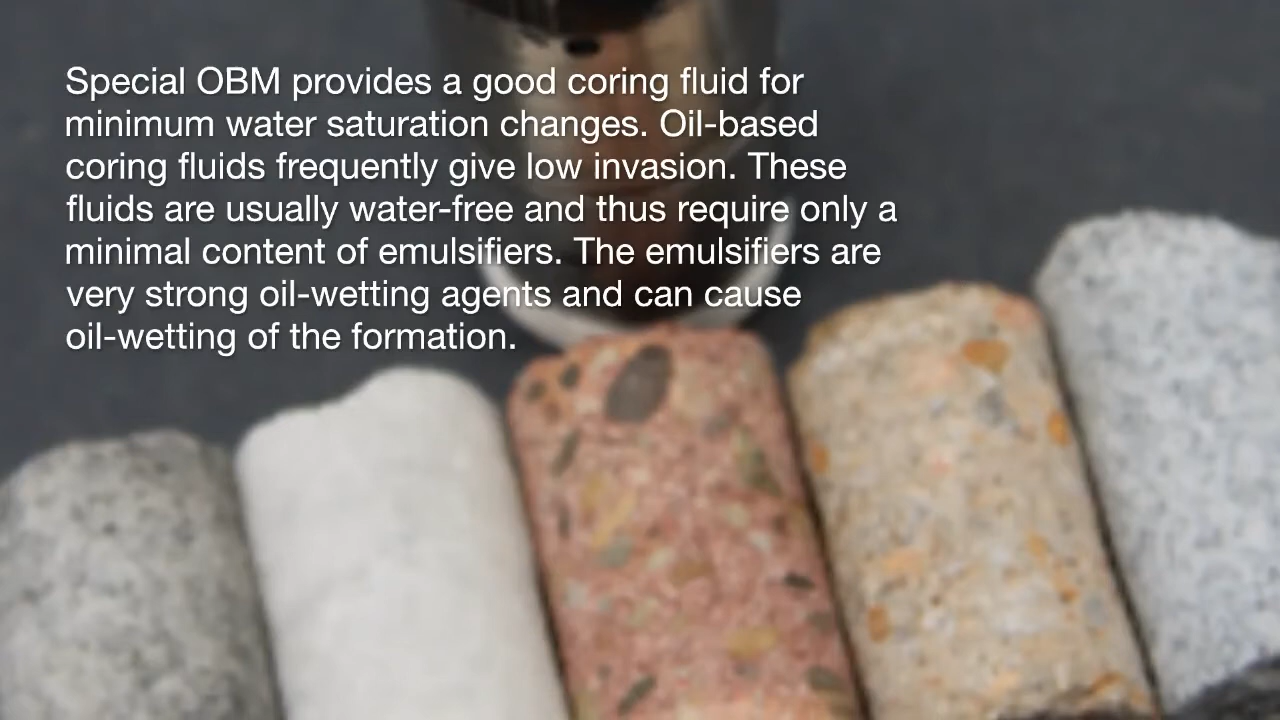 Special OBM provides a good coring fluid for
minimum water saturation changes. Oil-based
coring fluids frequently give low invasion. These
fluids are usually water-free and thus require only a
minimal content of emulsifiers. The emulsifiers are
very strong oil-wetting agents and can cause
oil-wetting of the formation.